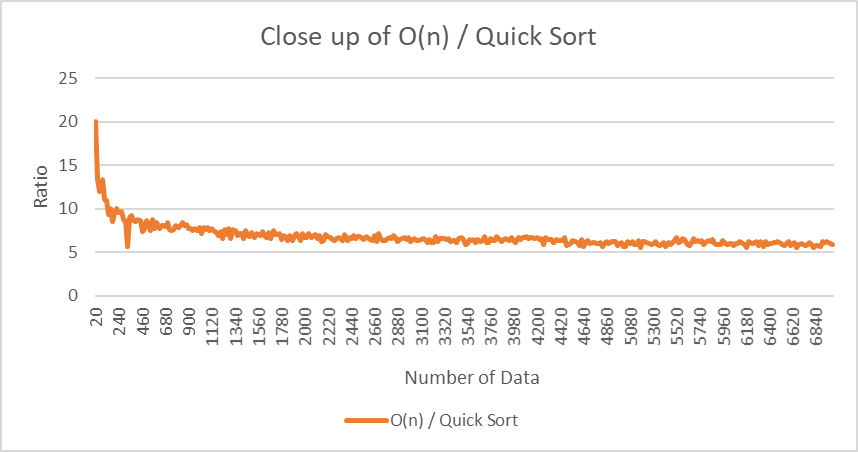 Close up of O(n) / Quick Sort
25
20
15
10
5
0
Ratio
20 240 460 680 900 1120 1340 1560 1780 2000 2220 2440 2660 2880 3100 3320 3540 3760 3980 4200 4420 4640 4860 5080 5300 5520 5740 5960 6180 6400 6620 6840
Number of Data
O(n) / Quick Sort